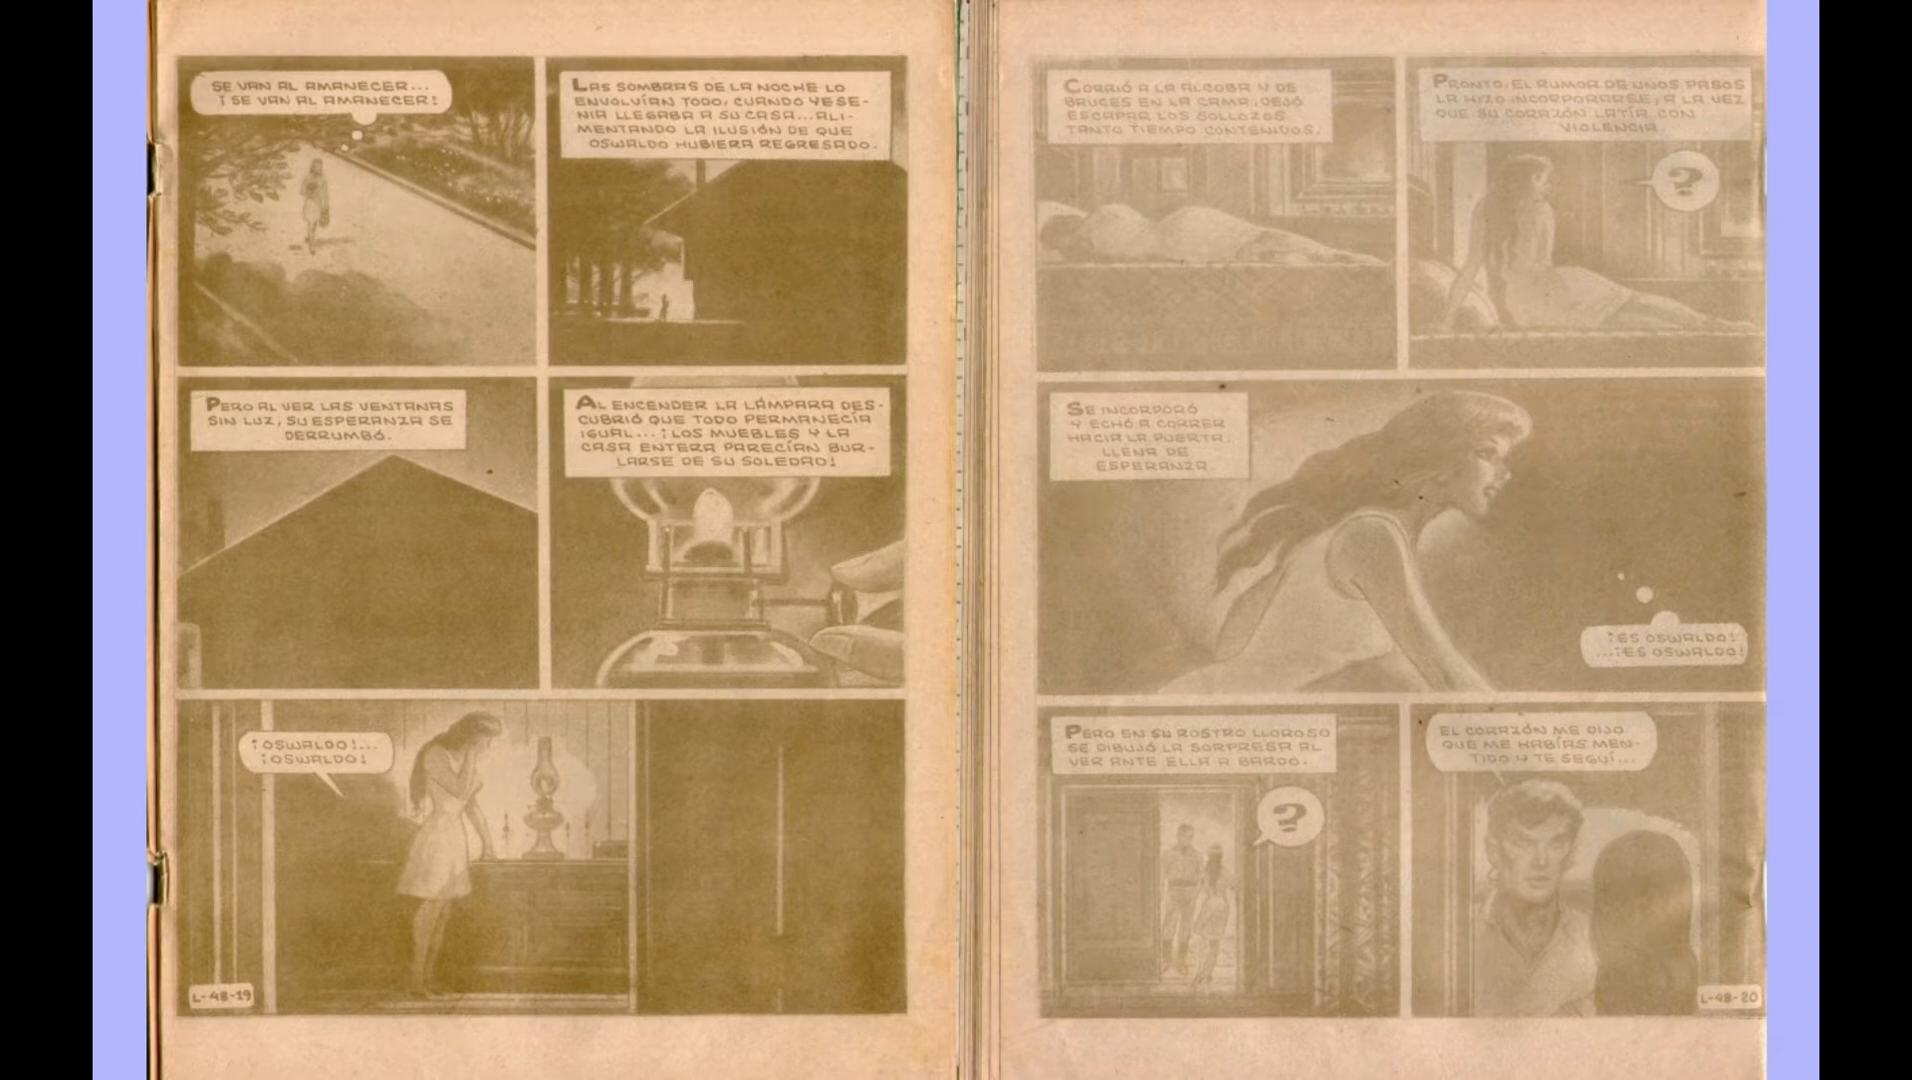 SE VAN AL AMANECER...
¡SE VAN AL AMANECER!
LAS SOMBRAS DE LA NOCHE LO
ENVOLVÍAN TODO, CUANDO YESE-
NIA LLEGABA A SU CASA...ALI-
MENTANDO LA ILUSIÓN DE QUE
OSWALDO HUBIERA REGRESADO.
PERO AL VER LAS VENTANAS
SIN LUZ, SU ESPERANZA SE
DERRUMBÓ.
AL ENCENDER LA LÁMPARA DES-
CUBRIÓ QUE TODO PERMANECÍA
IGUAL...¡LOS MUEBLES Y LA
CASA ENTERA PARECÍAN BUR-
LARSE DE SU SOLEDAD!
¡OSWALDO!...
¡OSWALDO!
L-48-19
CORRIÓ A LA ALCOBA Y DE
BRUCES EN LA CAMA, DEJÓ
ESCAPAR LOS SOLLOZOS
TANTO TIEMPO CONTENIDOS.
PRONTO, EL RUMOR DE UNOS PASOS
LA HIZO INCORPORARSE, A LA VEZ
QUE SU CORAZÓN LATÍA CON
VIOLENCIA.
?
SE INCORPORÓ
Y ECHÓ A CORRER
HACIA LA PUERTA,
LLENA DE
ESPERANZA
¡ES OSWALDO!
...¡ES OSWALDO!
PERO EN SU ROSTRO LLOROSO
SE DIBUJÓ LA SORPRESA AL
VER ANTE ELLA A BARDO.
?
EL CORAZÓN ME DIJO
QUE ME HABÍAS MEN-
TIDO Y TE SEGUÍ...
L-48-20